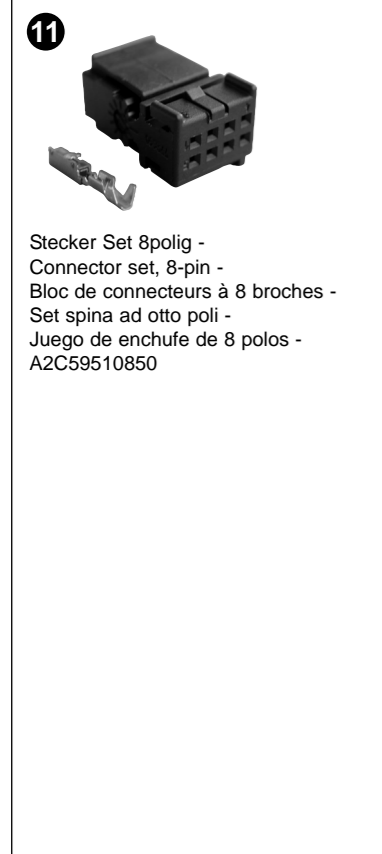 11
Stecker Set 8polig -
Connector set, 8-pin -
Bloc de connecteurs à 8 broches -
Set spina ad otto poli -
Juego de enchufe de 8 polos -
A2C59510850